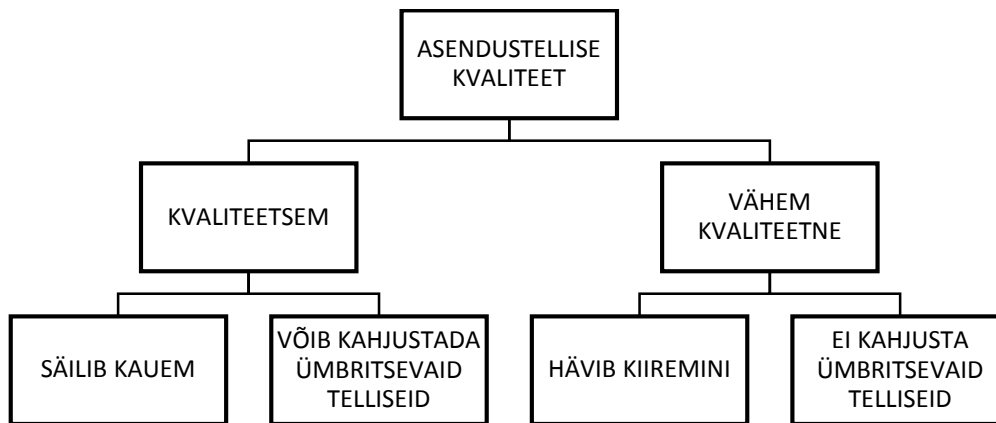 ASENDUSTELLISE
KVALITEET
KVALITEETSEM
VÄHEM
KVALITEETNE
SÄILIB KAUEM
VÕIB KAHJUSTADA
ÜMBRITSEVAID
TELLISEID
HÄVIB KIIREMINI
EI KAHJUSTA
ÜMBRITSEVAID
TELLISEID